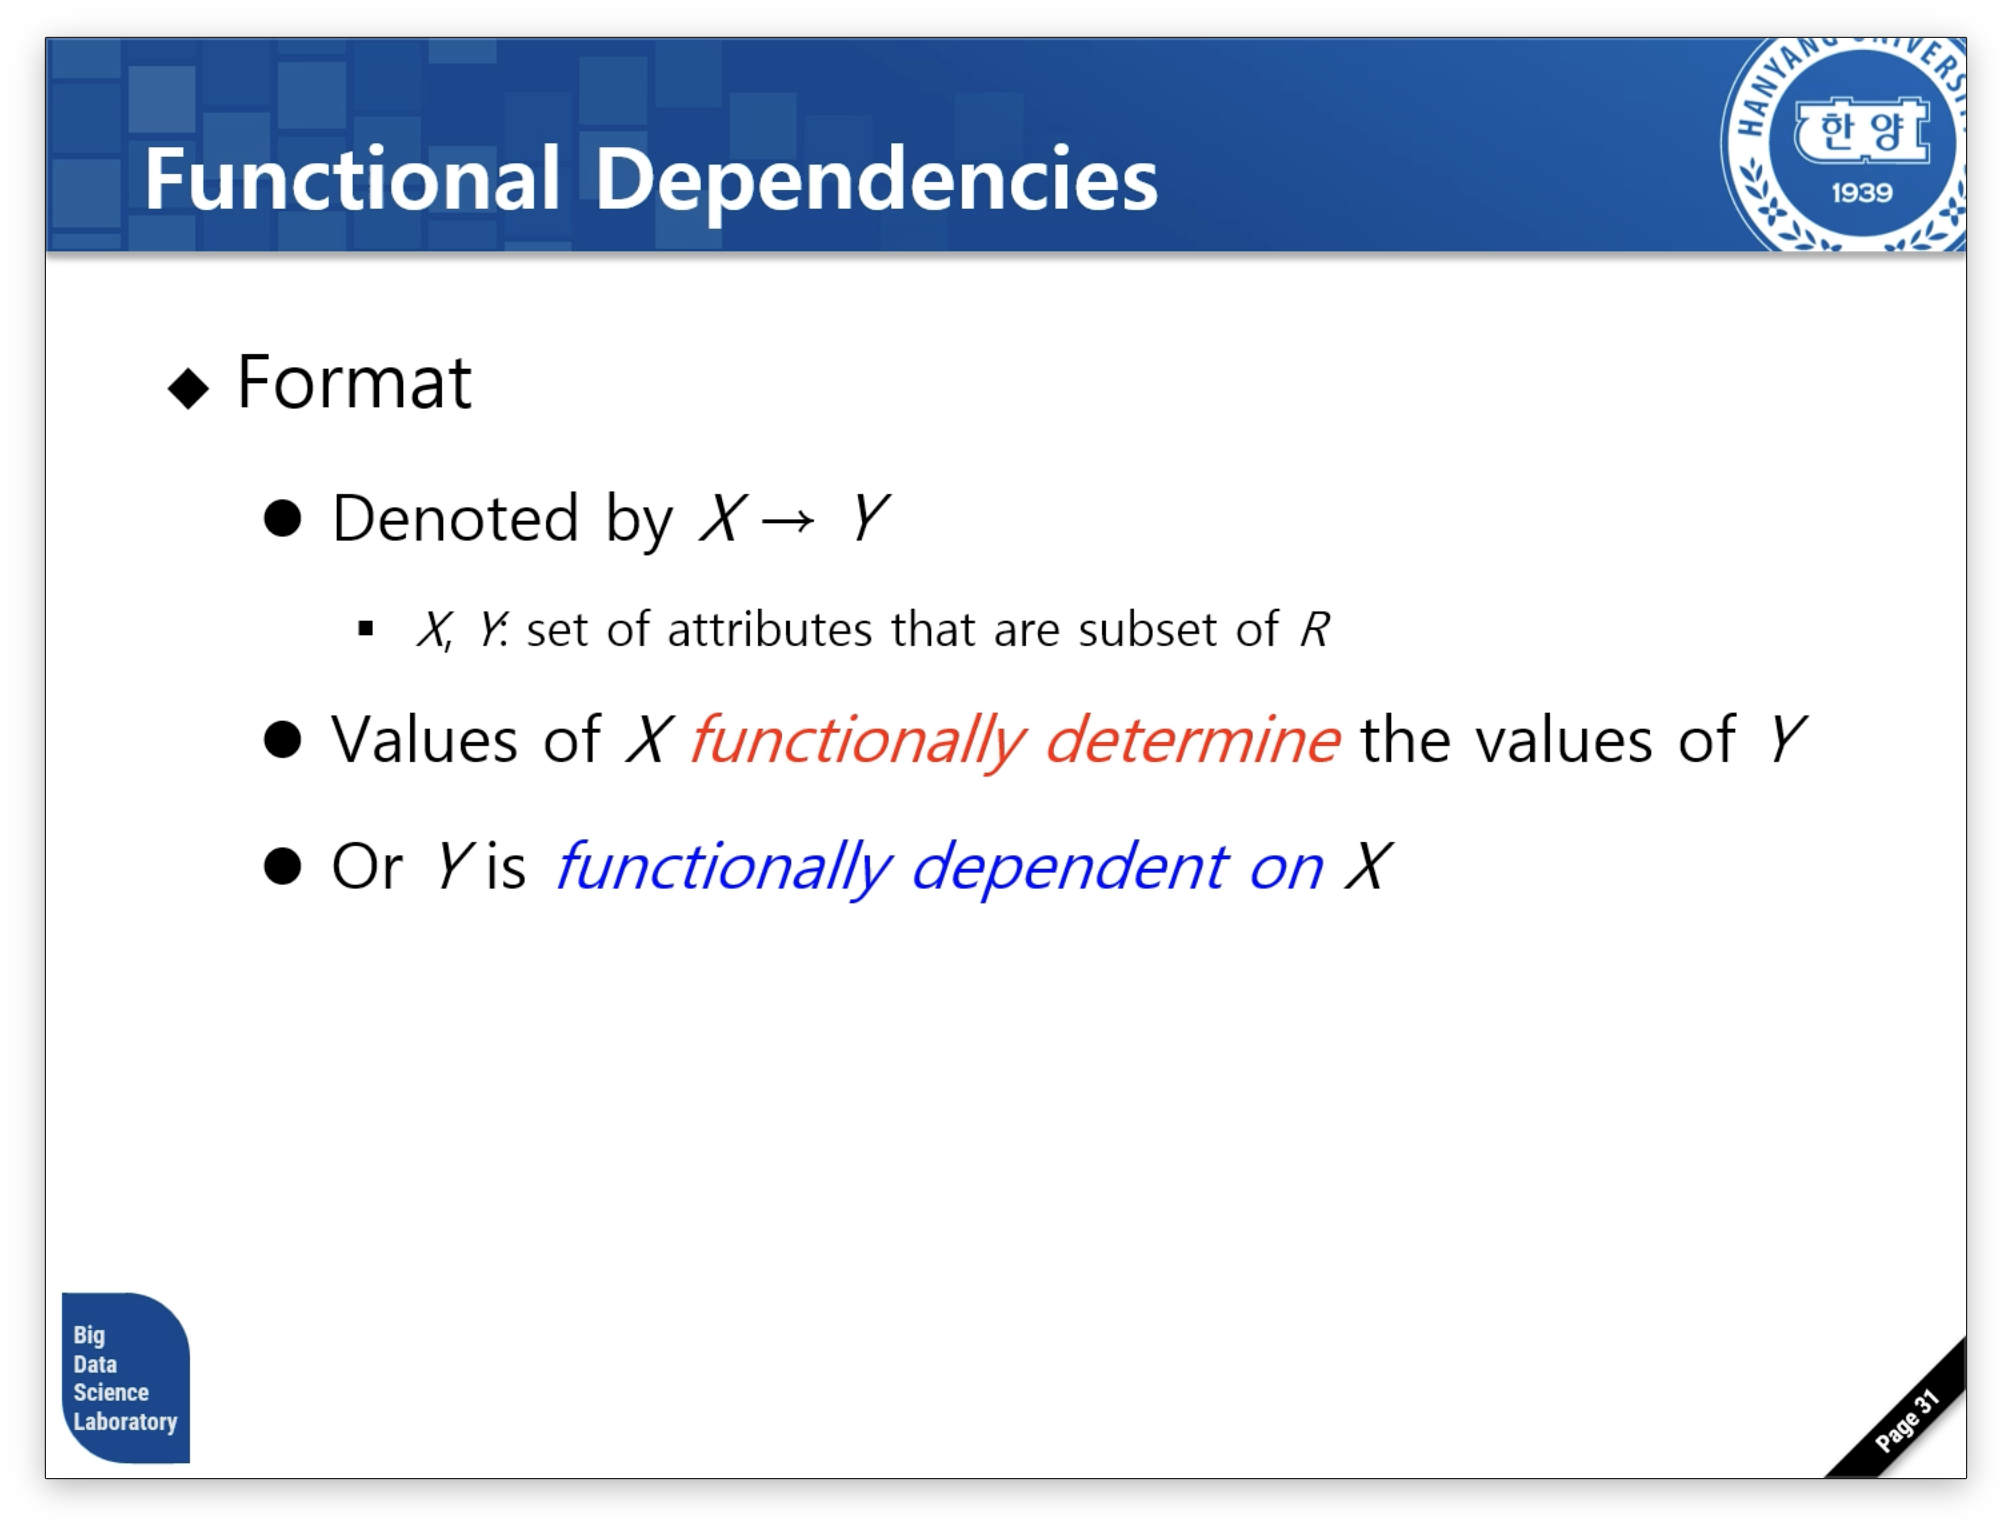 Functional Dependencies
HANYANG UNIVERS
한양
1939
◆ Format
● Denoted by X → Y
▪ X, Y: set of attributes that are subset of R
● Values of X functionally determine the values of Y
● Or Y is functionally dependent on X
Big
Data
Science
Laboratory
Page 31